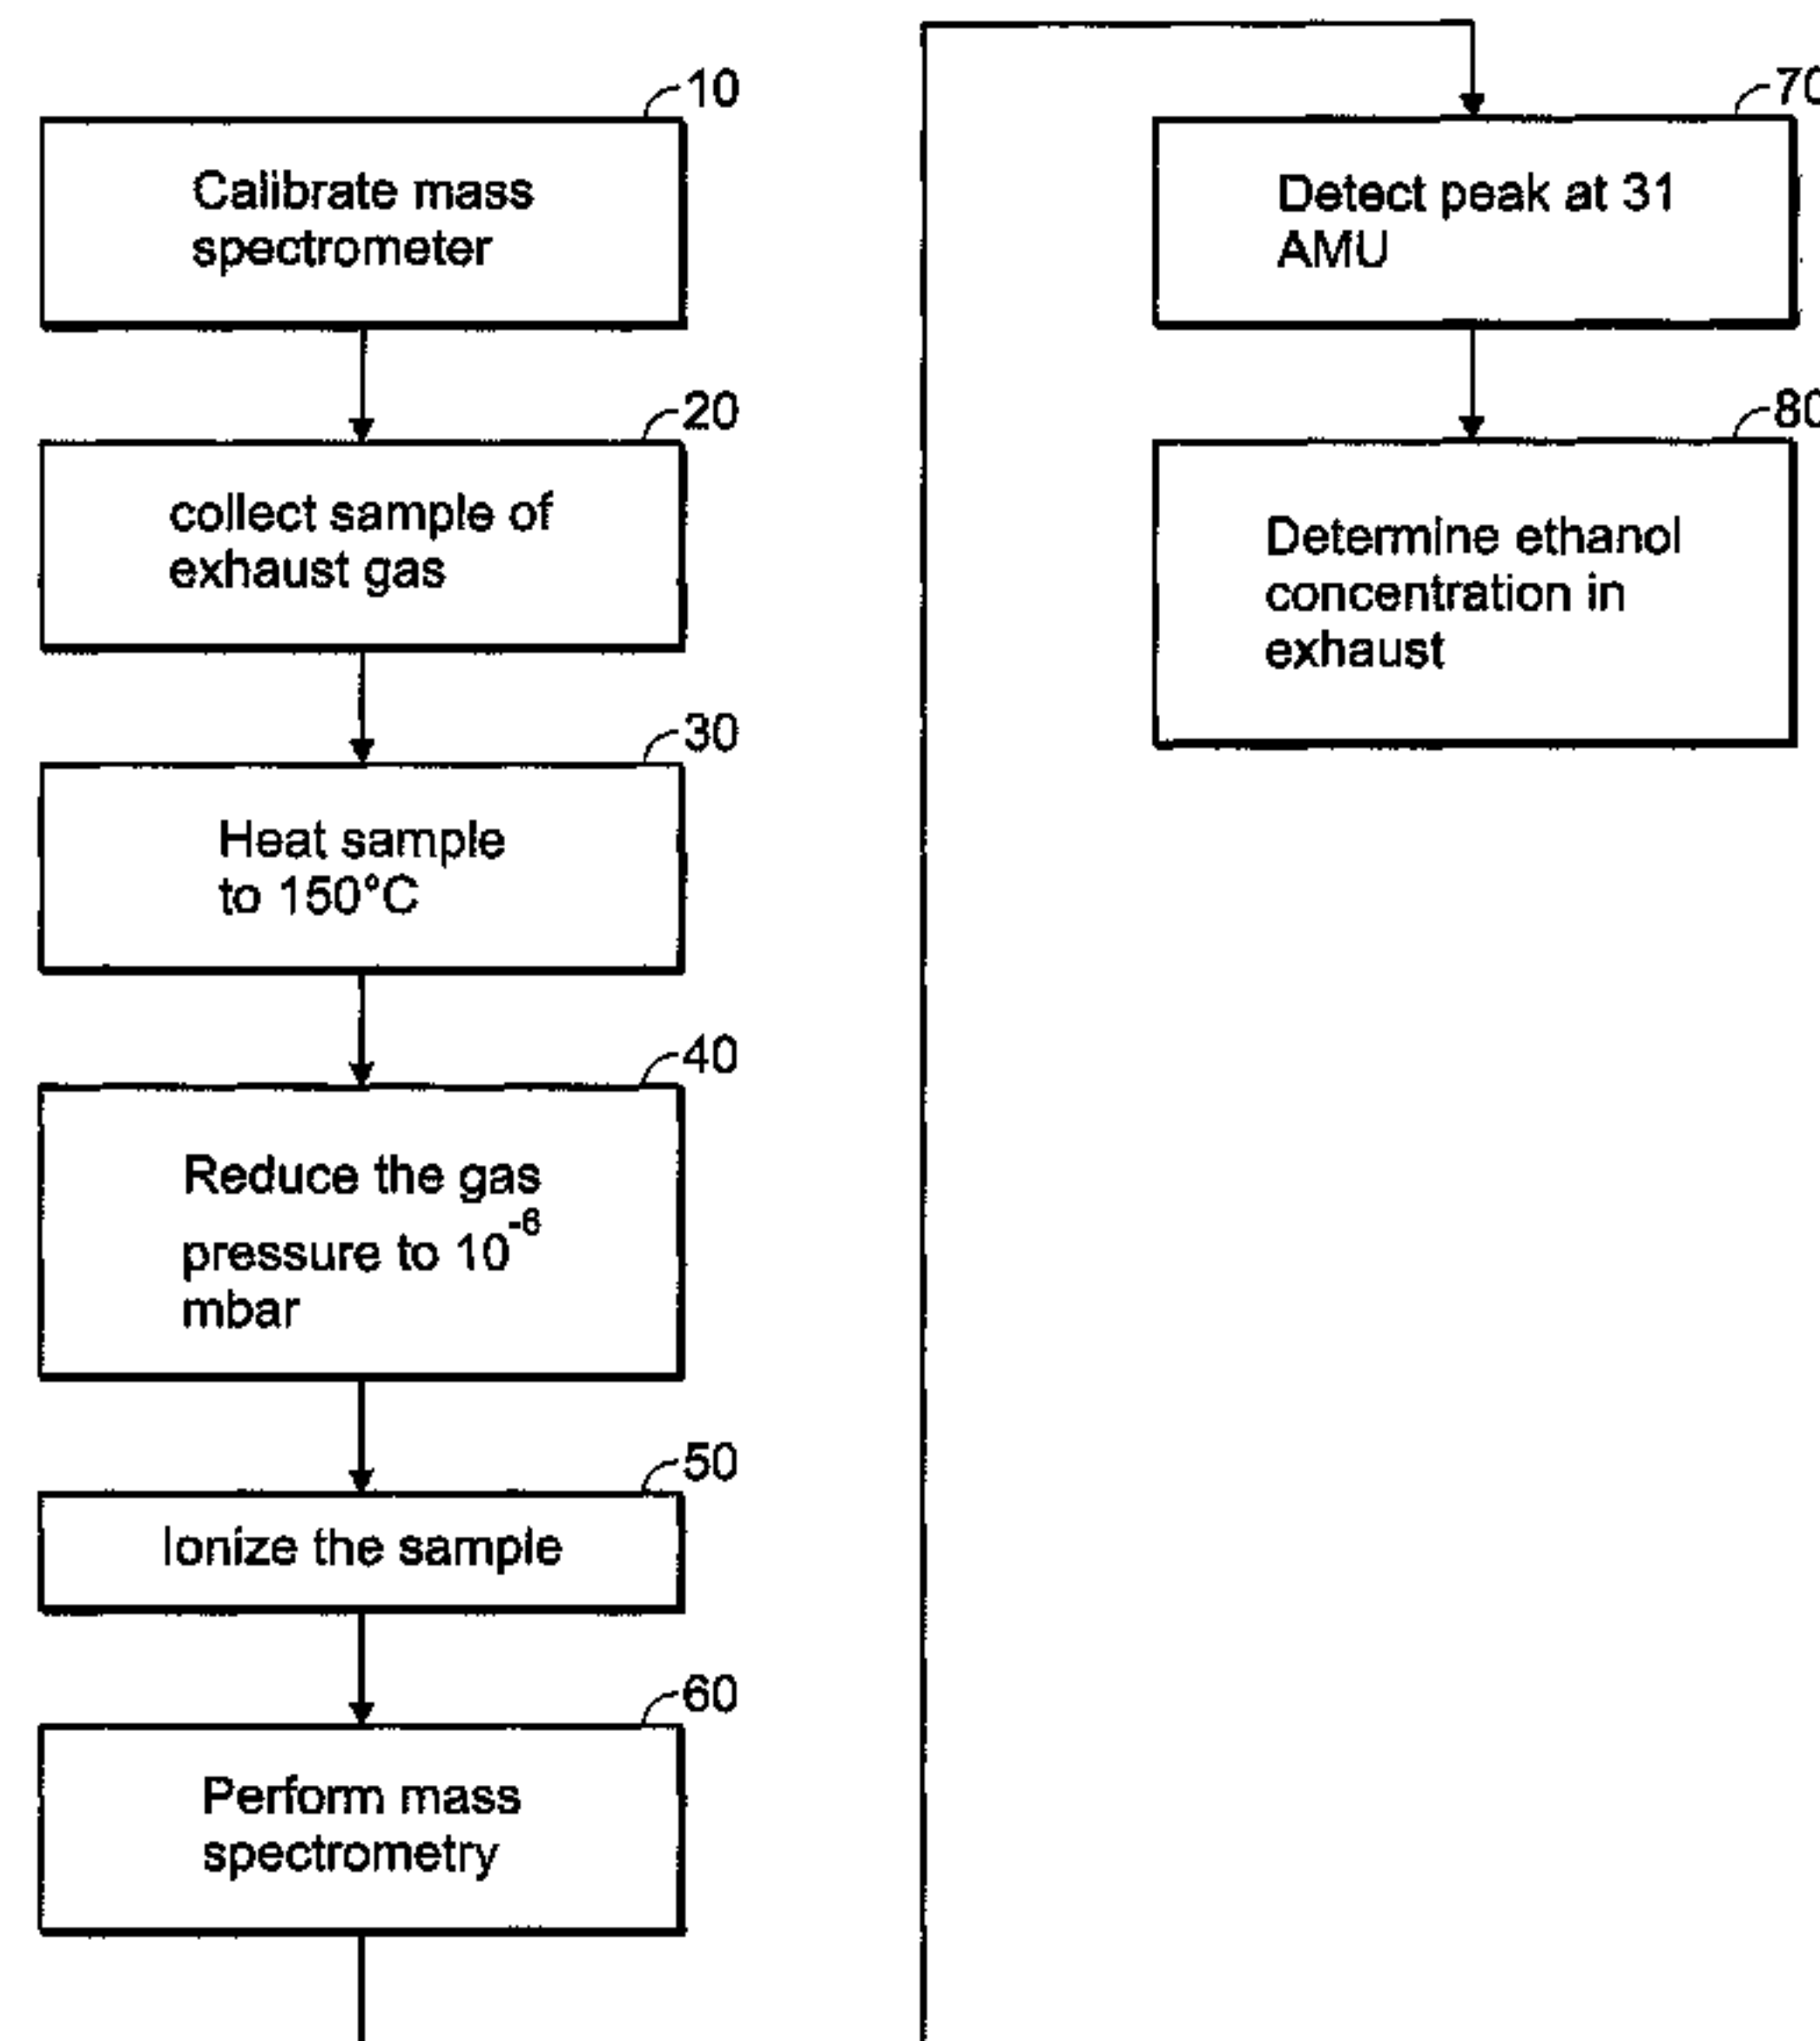 10
Calibrate mass
spectrometer
20
collect sample of
exhaust gas
30
Heat sample
to 150°C
40
Reduce the gas
pressure to 10⁻⁶
mbar
50
Ionize the sample
60
Perform mass
spectrometry
70
Detect peak at 31
AMU
80
Determine ethanol
concentration in
exhaust